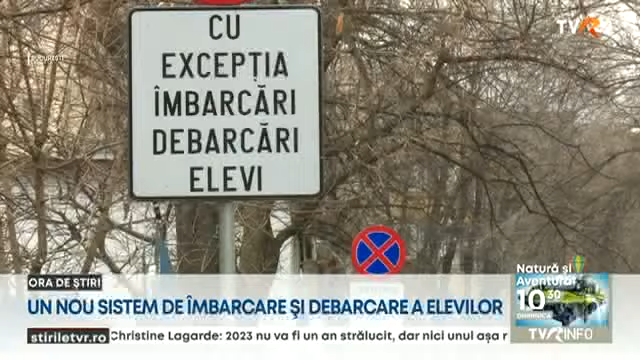 TVR
BUCUREȘTI
CU
EXCEPȚIA
ÎMBARCĂRI
DEBARCĂRI
ELEVI
ORA DE ȘTIRI
UN NOU SISTEM DE ÎMBARCARE ȘI DEBARCARE A ELEVILOR
Natură și
Aventură!
10 30
DUMINICA
TVR INFO
stiriletvr.ro Christine Lagarde: 2023 nu va fi un an strălucit, dar nici unul așa r